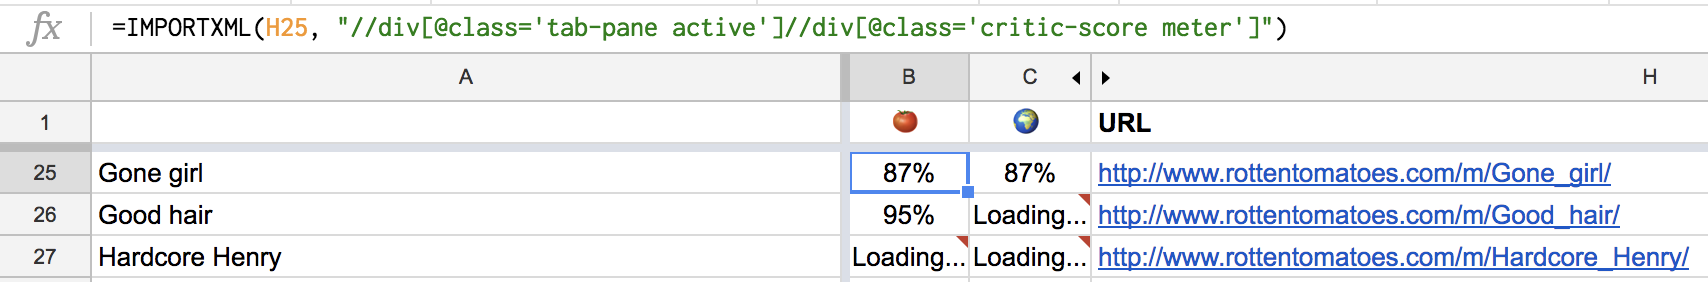 fx =IMPORTXML(H25, "//div[@class='tab-pane active']//div[@class='critic-score meter']")
A B C H
1 URL
25 Gone girl 87% 87% http://www.rottentomatoes.com/m/Gone_girl/
26 Good hair 95% Loading... http://www.rottentomatoes.com/m/Good_hair/
27 Hardcore Henry Loading... Loading... http://www.rottentomatoes.com/m/Hardcore_Henry/